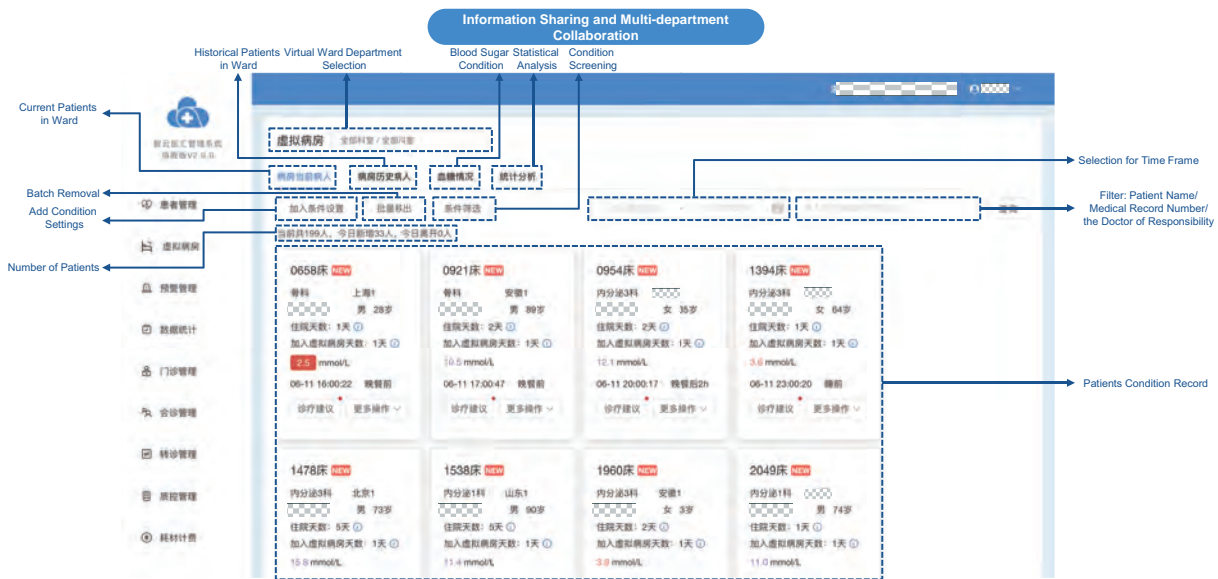 Information Sharing and Multi-department
Collaboration
Historical Patients
in Ward
Virtual Ward Department
Selection
Blood Sugar
Condition
Statistical
Analysis
Condition
Screening
Current Patients
in Ward
虚拟病房 全部科室 / 全部问客
病房当前病人 病房历史病人 血糖情况 统计分析
Selection for Time Frame
Batch Removal
Add Condition
Settings
患者管理
加入条件设置 批量移出 条件筛选
Filter: Patient Name/
Medical Record Number/
the Doctor of Responsibility
当前共199人，今日新增33人，今日离开0人
虚拟病房
Number of Patients
0658床 NEW
骨科 上海1
男 28岁
住院天数：1天
加入虚拟病房天数：1天
2.5 mmol/L
06-11 16:00:22 晚餐前
诊疗建议 更多操作
0921床 NEW
骨科 安徽1
男 89岁
住院天数：2天
加入虚拟病房天数：1天
10.5 mmol/L
06-11 17:00:47 晚餐前
诊疗建议 更多操作
0954床 NEW
内分泌3科
女 35岁
住院天数：2天
加入虚拟病房天数：1天
12.1 mmol/L
06-11 20:00:17 晚餐后2h
诊疗建议 更多操作
1394床 NEW
内分泌3科
女 64岁
住院天数：1天
加入虚拟病房天数：1天
3.6 mmol/L
06-11 23:00:20 睡前
诊疗建议 更多操作
Patients Condition Record
预警管理
数据统计
门诊管理
会诊管理
转诊管理
质控管理
耗材计费
1478床 NEW
内分泌3科 北京1
男 73岁
住院天数：5天
加入虚拟病房天数：1天
15.8 mmol/L
1538床 NEW
内分泌1科 山东1
男 90岁
住院天数：5天
加入虚拟病房天数：1天
11.4 mmol/L
1960床 NEW
内分泌3科 安徽1
女 3岁
住院天数：2天
加入虚拟病房天数：1天
3.8 mmol/L
2049床 NEW
内分泌1科
男 74岁
住院天数：1天
加入虚拟病房天数：1天
11.0 mmol/L